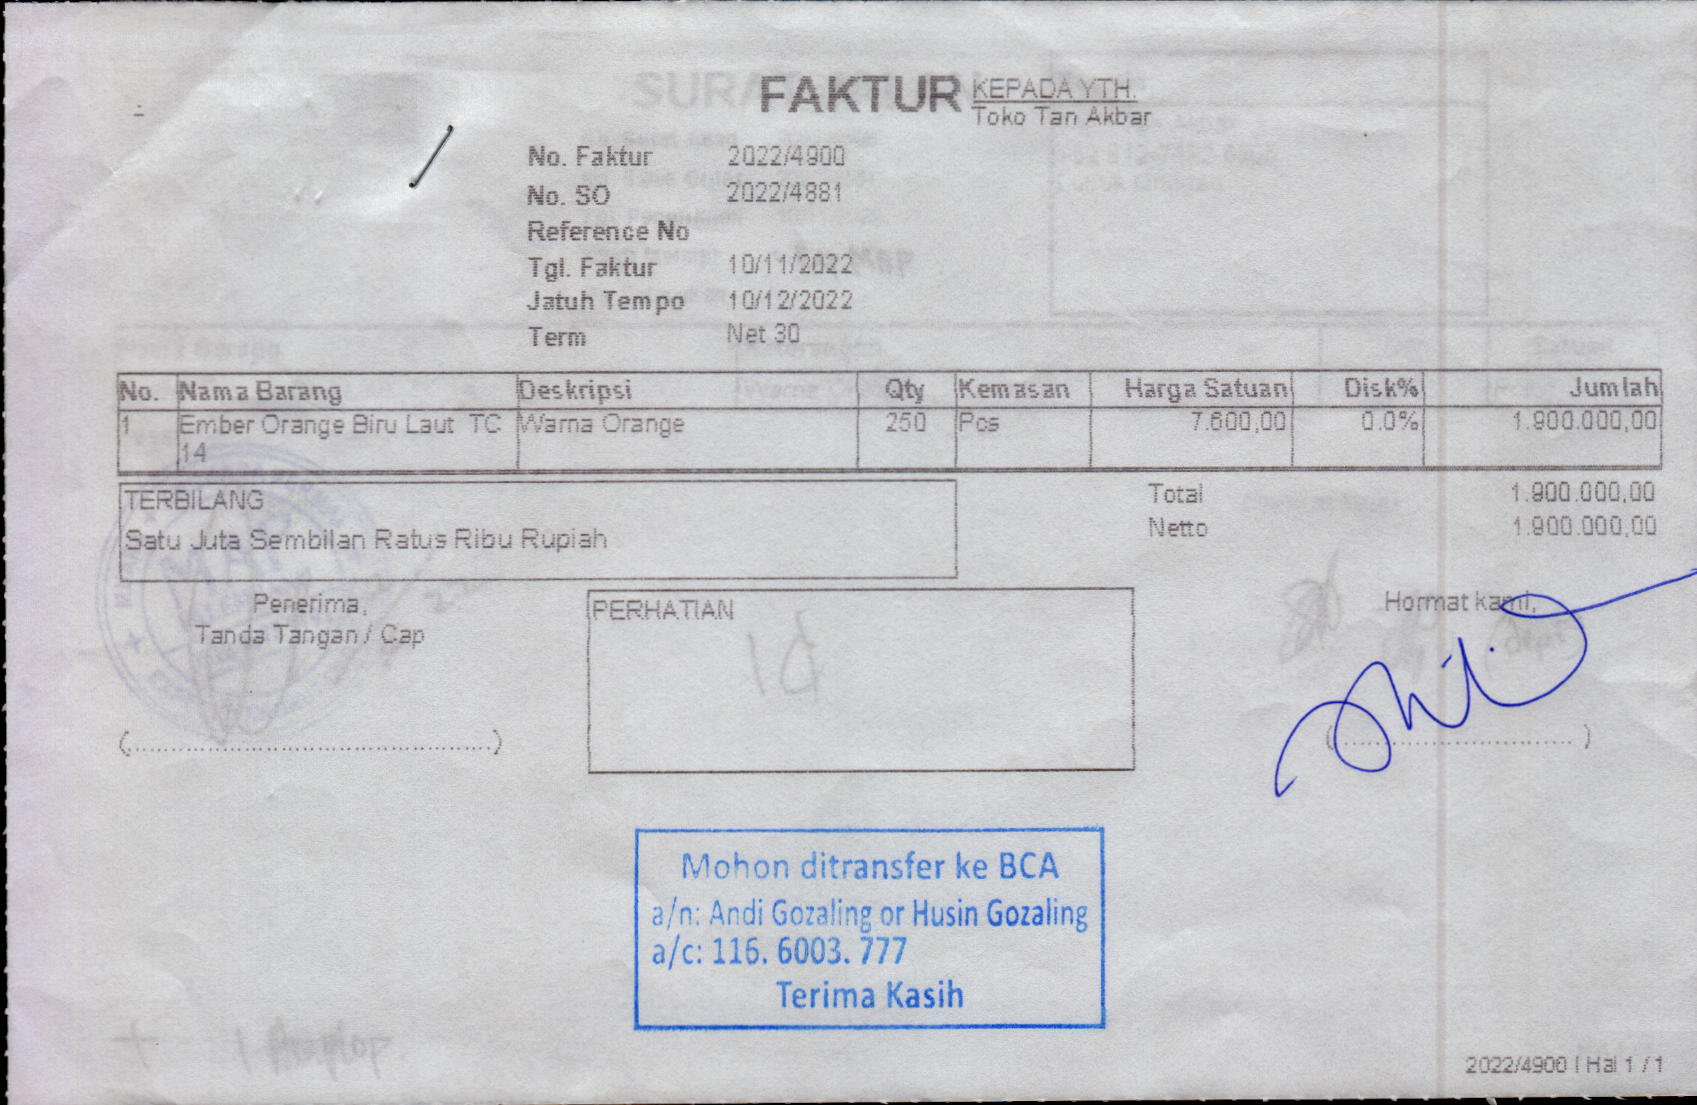 FAKTUR
KEPADA YTH.
Toko Tan Akbar
No. Faktur 2022/4900
No. SO 2022/4881
Reference No
Tgl. Faktur 10/11/2022
Jatuh Tempo 10/12/2022
Term Net 30
No. Nama Barang Deskripsi Qty Kemasan Harga Satuan Disk% Jumlah
1 Ember Orange Biru Laut TC Warna Orange 250 Pcs 7.600,00 0.0% 1.900.000,00
14
TERBILANG Total 1.900.000,00
Satu Juta Sembilan Ratus Ribu Rupiah Netto 1.900.000,00
Penerima, PERHATIAN Hormat kami,
Tanda Tangan / Cap
(..............................................) (.............................. )
Mohon ditransfer ke BCA
a/n: Andi Gozaling or Husin Gozaling
a/c: 116. 6003. 777
Terima Kasih
2022/4900 | Hal 1 / 1